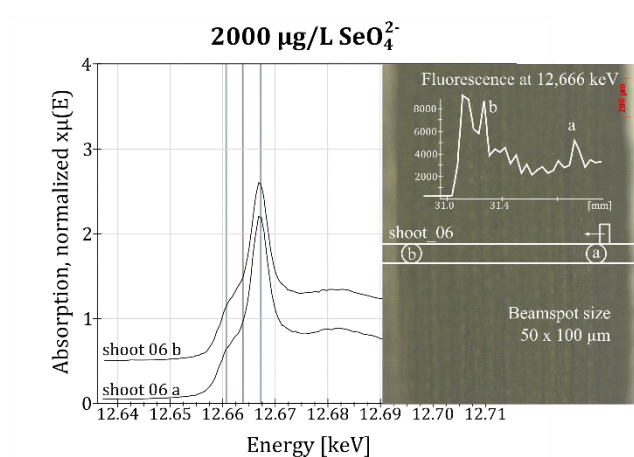 2000 µg/L SeO₄²⁻
Absorption, normalized xµ(E)
4
3
2
1
0
shoot 06 b
shoot 06 a
12.64 12.65 12.66 12.67 12.68 12.69 12.70 12.71
Energy [keV]
Fluorescence at 12,666 keV
200 µm
8000
6000
4000
2000
b
a
31.0 31.4 [mm]
shoot_06
b a
Beamspot size
50 x 100 µm